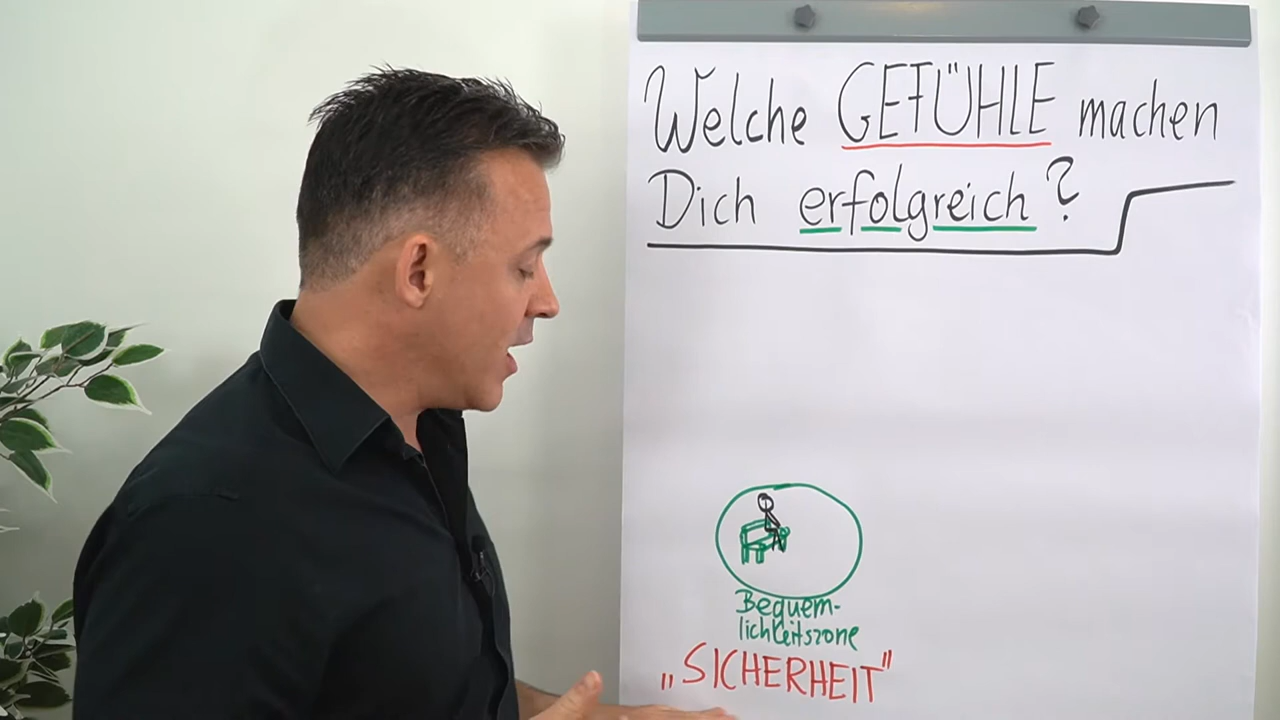 Welche GEFÜHLE machen
Dich erfolgreich?
Bequem-
lichkeitszone
„SICHERHEIT"